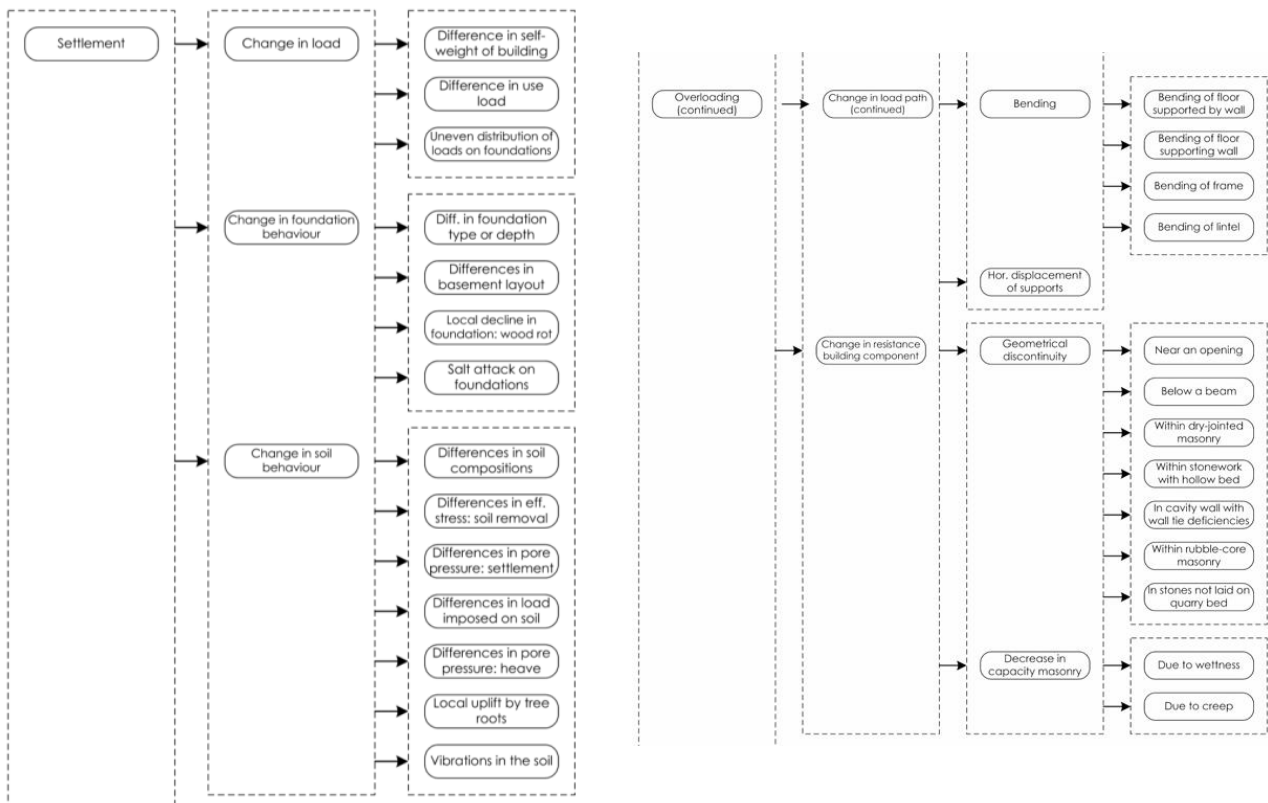 Settlement
Change in load
Difference in self-
weight of building
Difference in use
load
Uneven distribution of
loads on foundations
Change in foundation
behaviour
Diff. in foundation
type or depth
Differences in
basement layout
Local decline in
foundation: wood rot
Salt attack on
foundations
Change in soil
behaviour
Differences in soil
compositions
Differences in eff.
stress: soil removal
Differences in pore
pressure: settlement
Differences in load
imposed on soil
Differences in pore
pressure: heave
Local uplift by tree
roots
Vibrations in the soil
Overloading
(continued)
Change in load path
(continued)
Bending
Bending of floor
supported by wall
Bending of floor
supporting wall
Bending of frame
Bending of lintel
Hor. displacement
of supports
Change in resistance
building component
Geometrical
discontinuity
Near an opening
Below a beam
Within dry-jointed
masonry
Within stonework
with hollow bed
In cavity wall with
wall tie deficiencies
Within rubble-core
masonry
In stones not laid on
quarry bed
Decrease in
capacity masonry
Due to wettness
Due to creep